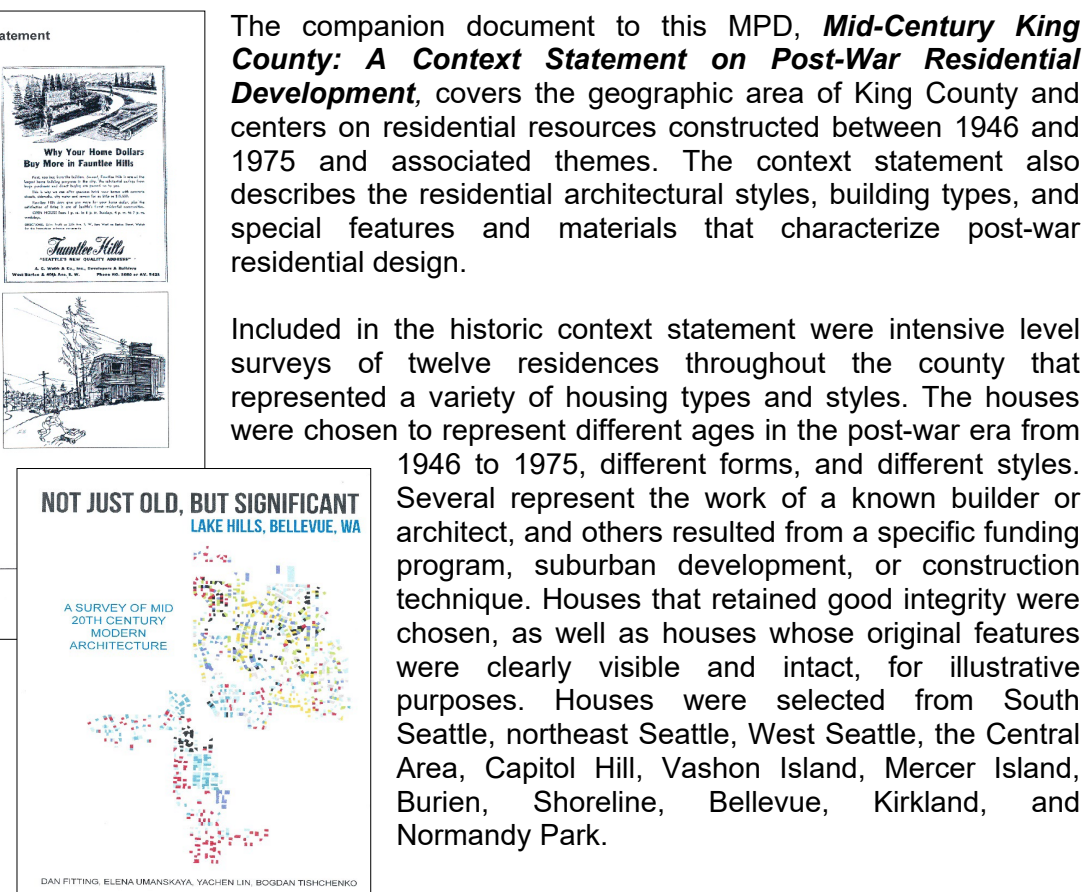 atement
Why Your Home Dollars
Buy More in Fauntlee Hills
Fauntlee Hills
"SEATTLE'S NEW QUALITY ADDRESS"
A. C. Webb & Co., Inc., Developers & Builders
The companion document to this MPD, Mid-Century King
County: A Context Statement on Post-War Residential
Development, covers the geographic area of King County and
centers on residential resources constructed between 1946 and
1975 and associated themes. The context statement also
describes the residential architectural styles, building types, and
special features and materials that characterize post-war
residential design.
Included in the historic context statement were intensive level
surveys of twelve residences throughout the county that
represented a variety of housing types and styles. The houses
were chosen to represent different ages in the post-war era from
1946 to 1975, different forms, and different styles.
Several represent the work of a known builder or
architect, and others resulted from a specific funding
program, suburban development, or construction
technique. Houses that retained good integrity were
chosen, as well as houses whose original features
were clearly visible and intact, for illustrative
purposes. Houses were selected from South
Seattle, northeast Seattle, West Seattle, the Central
Area, Capitol Hill, Vashon Island, Mercer Island,
Burien, Shoreline, Bellevue, Kirkland, and
Normandy Park.
NOT JUST OLD, BUT SIGNIFICANT
LAKE HILLS, BELLEVUE, WA
A SURVEY OF MID
20TH CENTURY
MODERN
ARCHITECTURE
DAN FITTING, ELENA UMANSKAYA, YACHEN LIN, BOGDAN TISHCHENKO